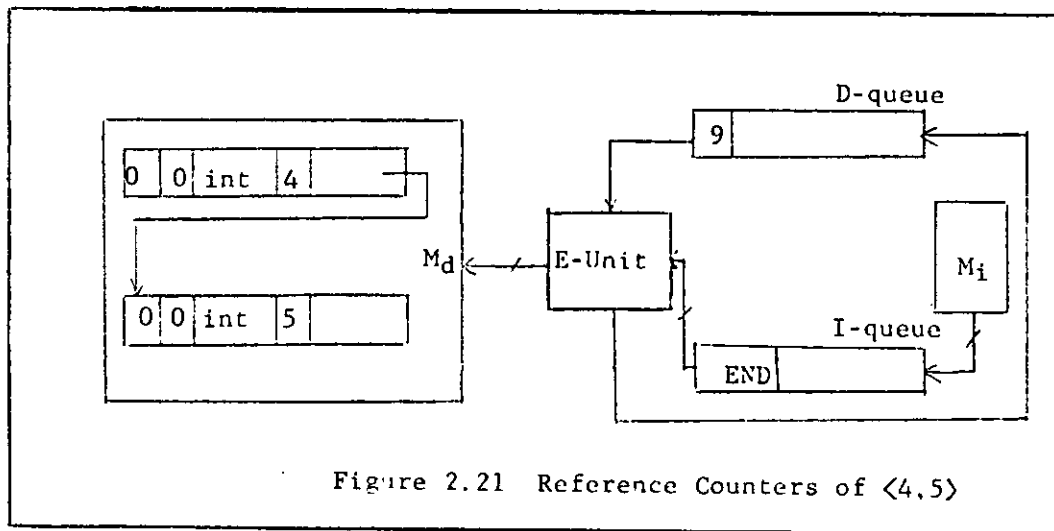 D-queue
9
0 0 int 4
E-Unit
Md
Mi
0 0 int 5
I-queue
END
Figure 2.21 Reference Counters of ⟨4,5⟩